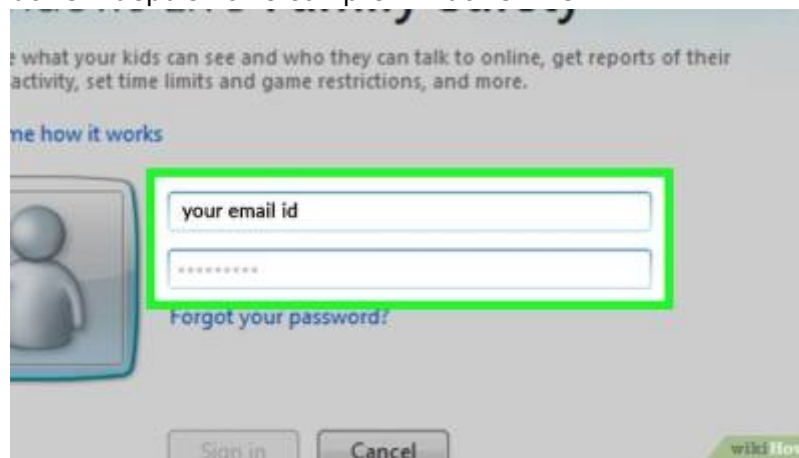 what your kids can see and who they can talk to online, get reports of their
activity, set time limits and game restrictions, and more.
me how it works
your email id
*********
Forgot your password?
Sign in
Cancel
wikiHow